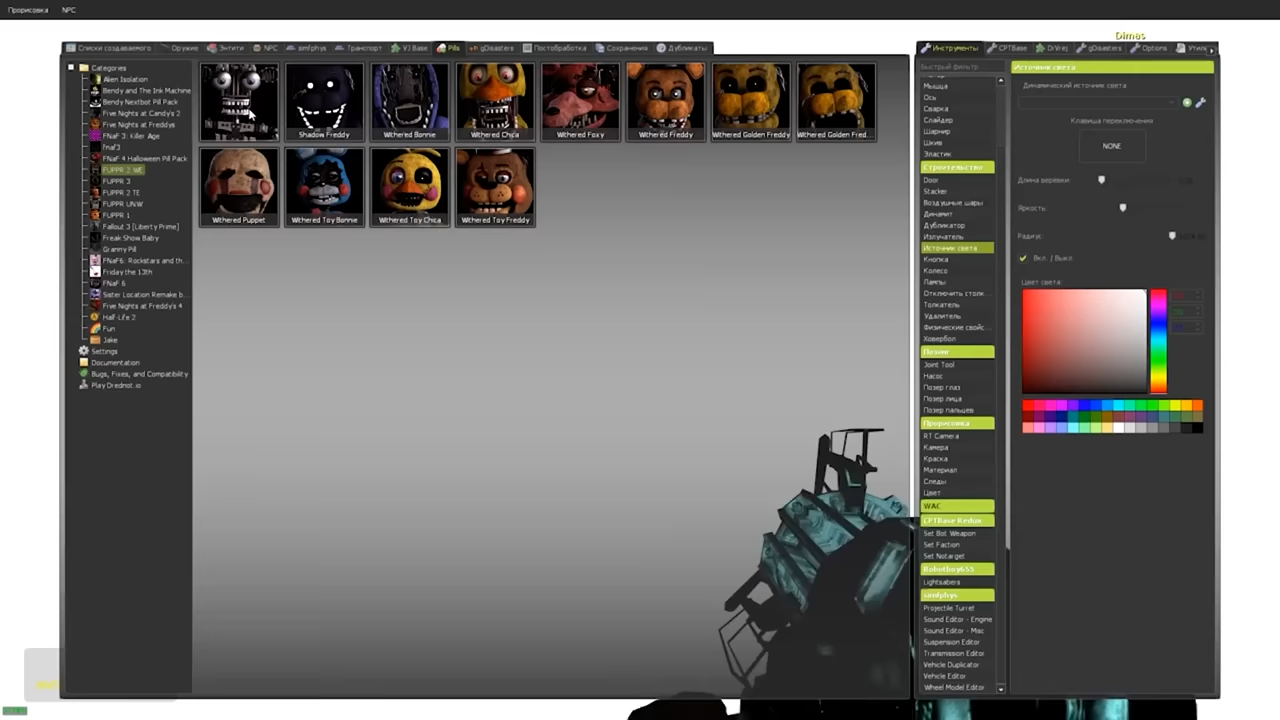 Прорисовка NPC
Dimas
Списки создаваемого Оружие Энтити NPC simfphys Транспорт VJ Base Pills gDisasters Постобработка Сохранения Дубликаты
Инструменты CPTBase DrVrej gDisasters Options
Categories
Alien Isolation
Bendy and The Ink Machine
Bendy Nextbot Pill Pack
Five Nights at Candy's 2
Five Nights at Freddys
FNaF 3: Killer Age
fnaf3
FNaF 4 Halloween Pill Pack
FUPPR 2 WE
FUPPR 3
FUPPR 2 TE
FUPPR UNW
FUPPR 1
Fallout 3 [Liberty Prime]
Freak Show Baby
Granny Pill
FNaF6: Rockstars and th...
Friday the 13th
FNaF 6
Sister Location Remake b...
Five Nights at Freddy's 4
Half-Life 2
Fun
Jake
Settings
Documentation
Bugs, Fixes, and Compatibility
Play Drednot.io
Shadow Freddy
Withered Bonnie
Withered Chica
Withered Foxy
Withered Freddy
Withered Golden Freddy
Withered Golden Fred...
Withered Puppet
Withered Toy Bonnie
Withered Toy Chica
Withered Toy Freddy
Быстрый фильтр
Мышца
Ось
Сварка
Слайдер
Шарнир
Шкив
Эластик
Строительство
Door
Stacker
Воздушные шары
Динамит
Дубликатор
Излучатель
Источник света
Кнопка
Колесо
Лампы
Отключить столк...
Толкатель
Удалитель
Физические свойс...
Ховербол
Позинг
Joint Tool
Насос
Позер глаз
Позер лица
Позер пальцев
Прорисовка
RT Camera
Камера
Краска
Материал
Следы
Цвет
WAC
CPTBase Redux
Set Bot Weapon
Set Faction
Set Notarget
Robotboy655
Lightsabers
simfphys
Projectile Turret
Sound Editor - Engine
Sound Editor - Misc
Suspension Editor
Transmission Editor
Vehicle Duplicator
Vehicle Editor
Wheel Model Editor
Источник света
Динамический источник света
Клавиша переключения
NONE
Длина верёвки:
Яркость:
Радиус:
Вкл. / Выкл.
Цвет света: